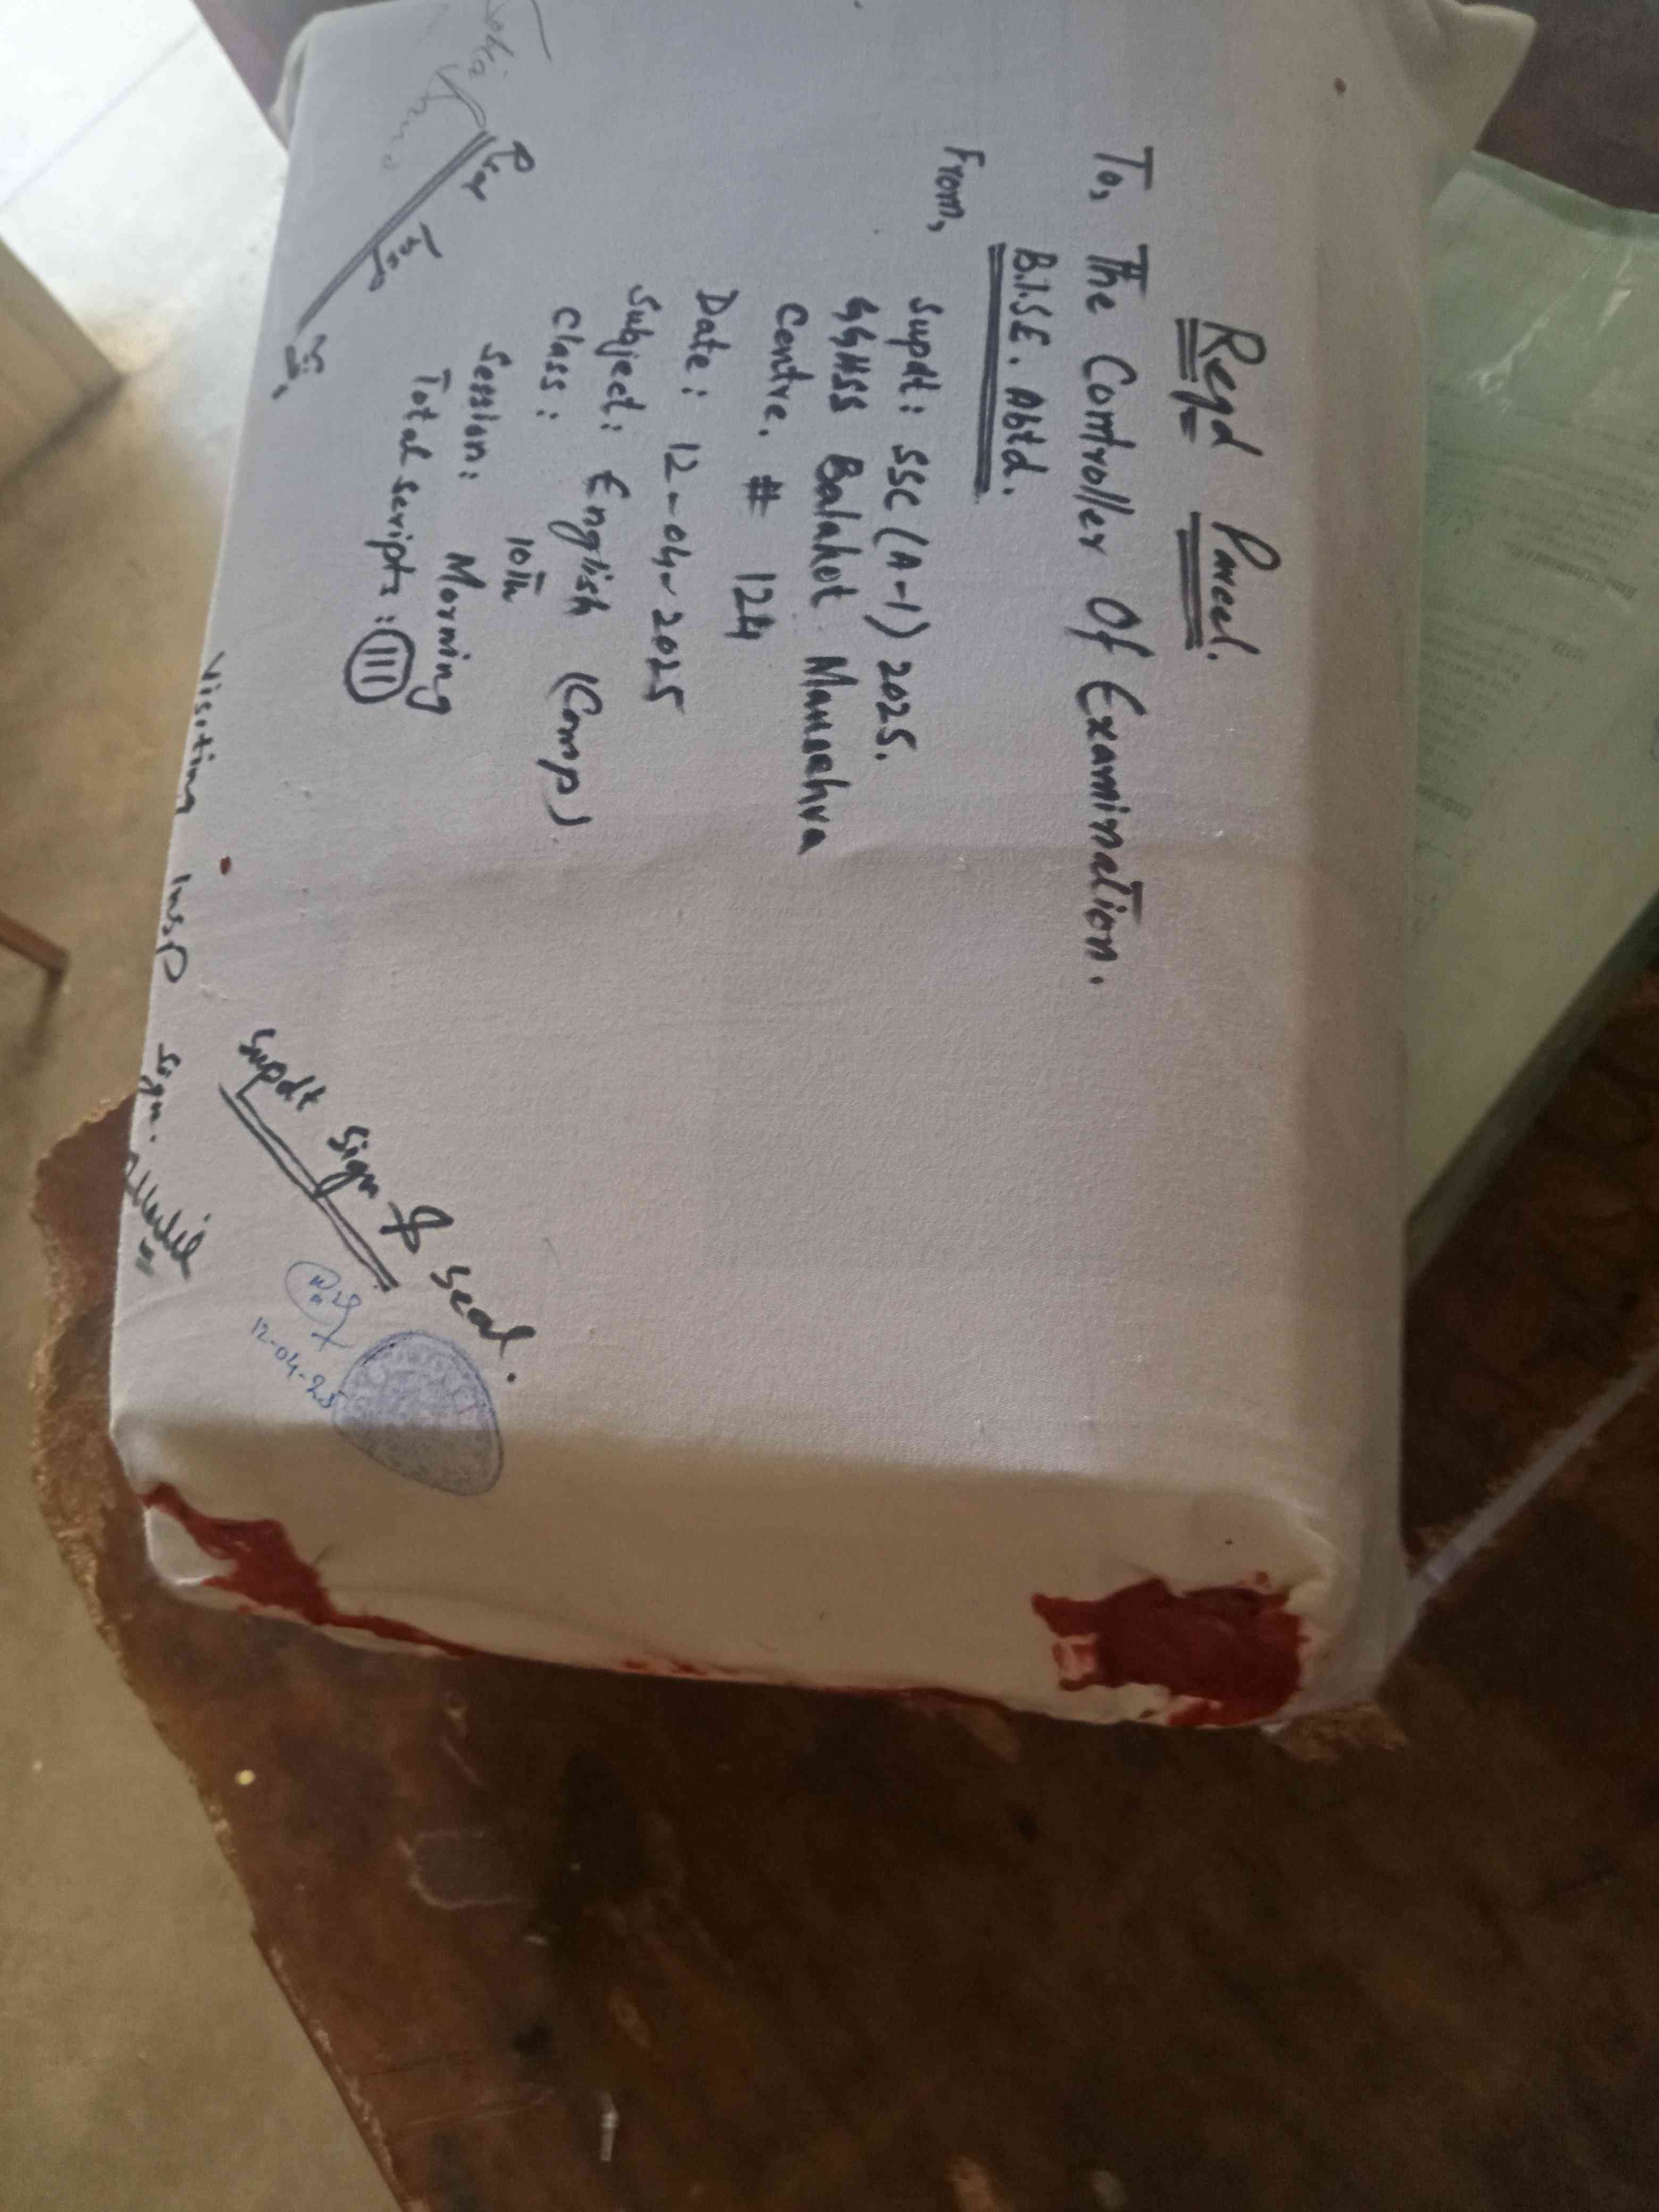 Regd Parcel.
To, The Controller Of Examination.
B.I.S.E. Abtd.
From,
Supdt: SSC (A-1) 2025.
GGHSS Balakot Mansehra
Centre. # 124
Date: 12-04-2025
Subject: English (Comp)
Class: 10th
Session: Morning
Total scripts: 111
Rid Insp
Supdt Sign & Seal.
12-04-25
Visiting Insp Sign.